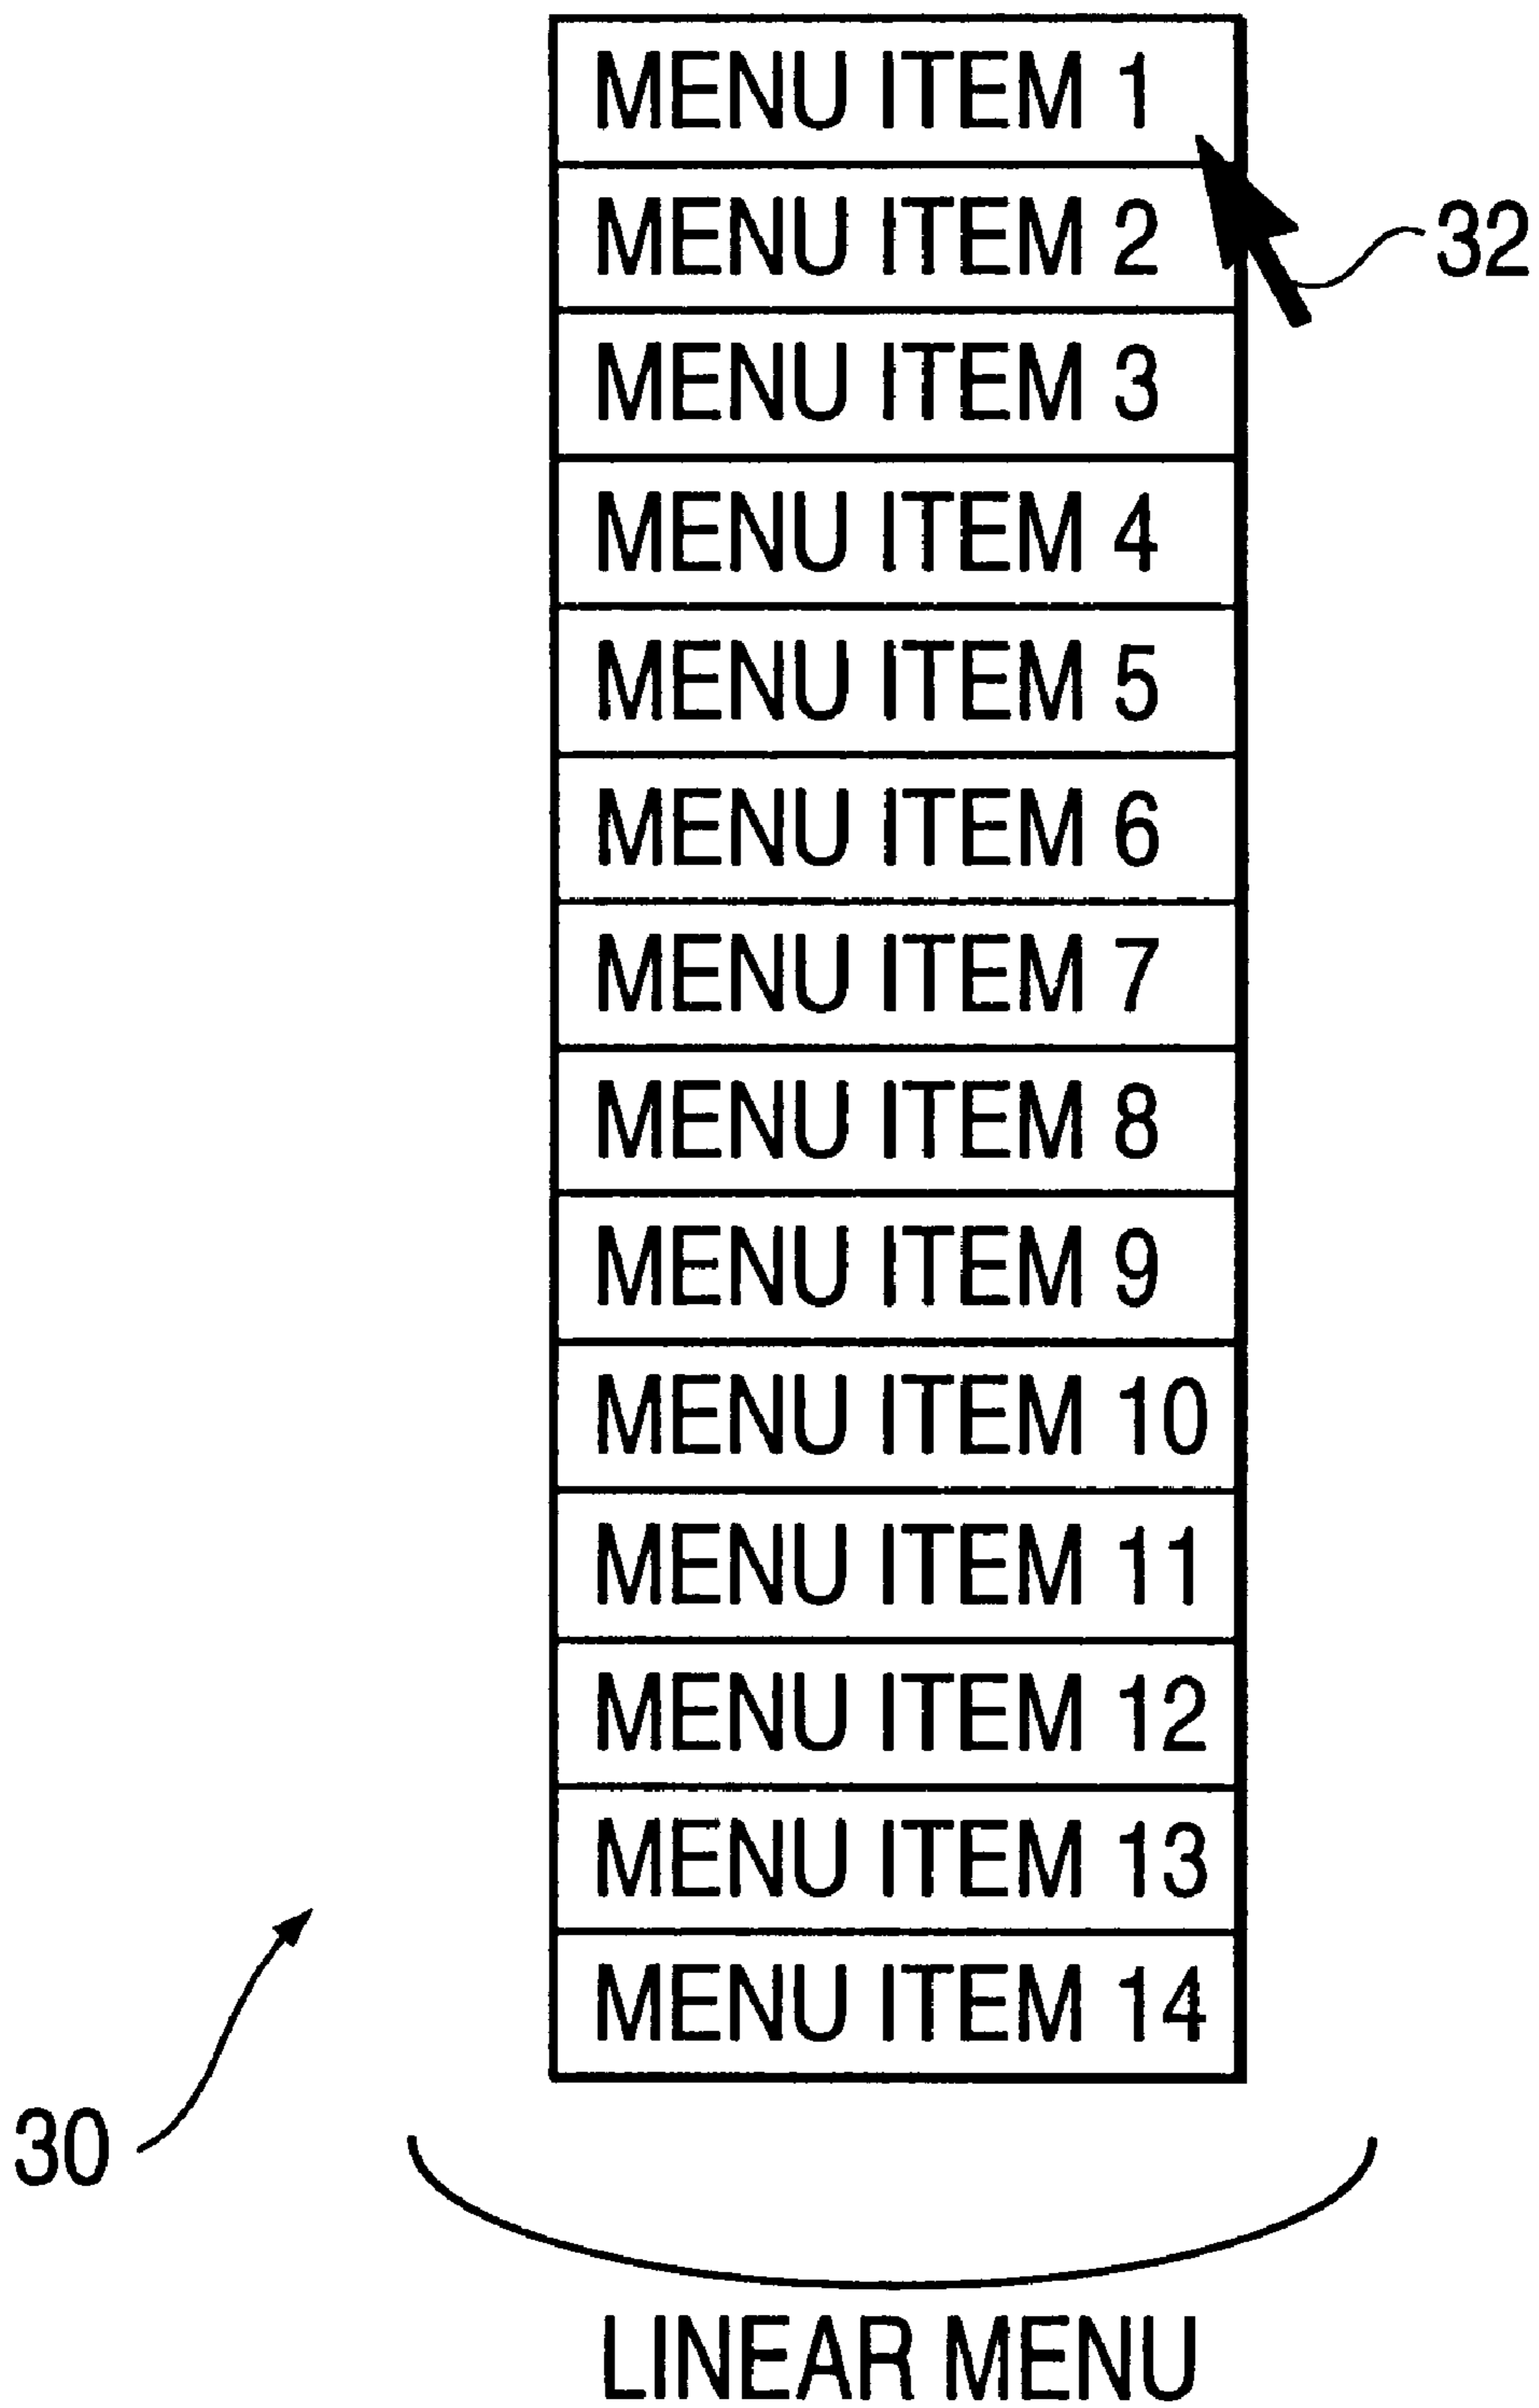 MENU ITEM 1
MENU ITEM 2
32
MENU ITEM 3
MENU ITEM 4
MENU ITEM 5
MENU ITEM 6
MENU ITEM 7
MENU ITEM 8
MENU ITEM 9
MENU ITEM 10
MENU ITEM 11
MENU ITEM 12
MENU ITEM 13
MENU ITEM 14
30
LINEAR MENU